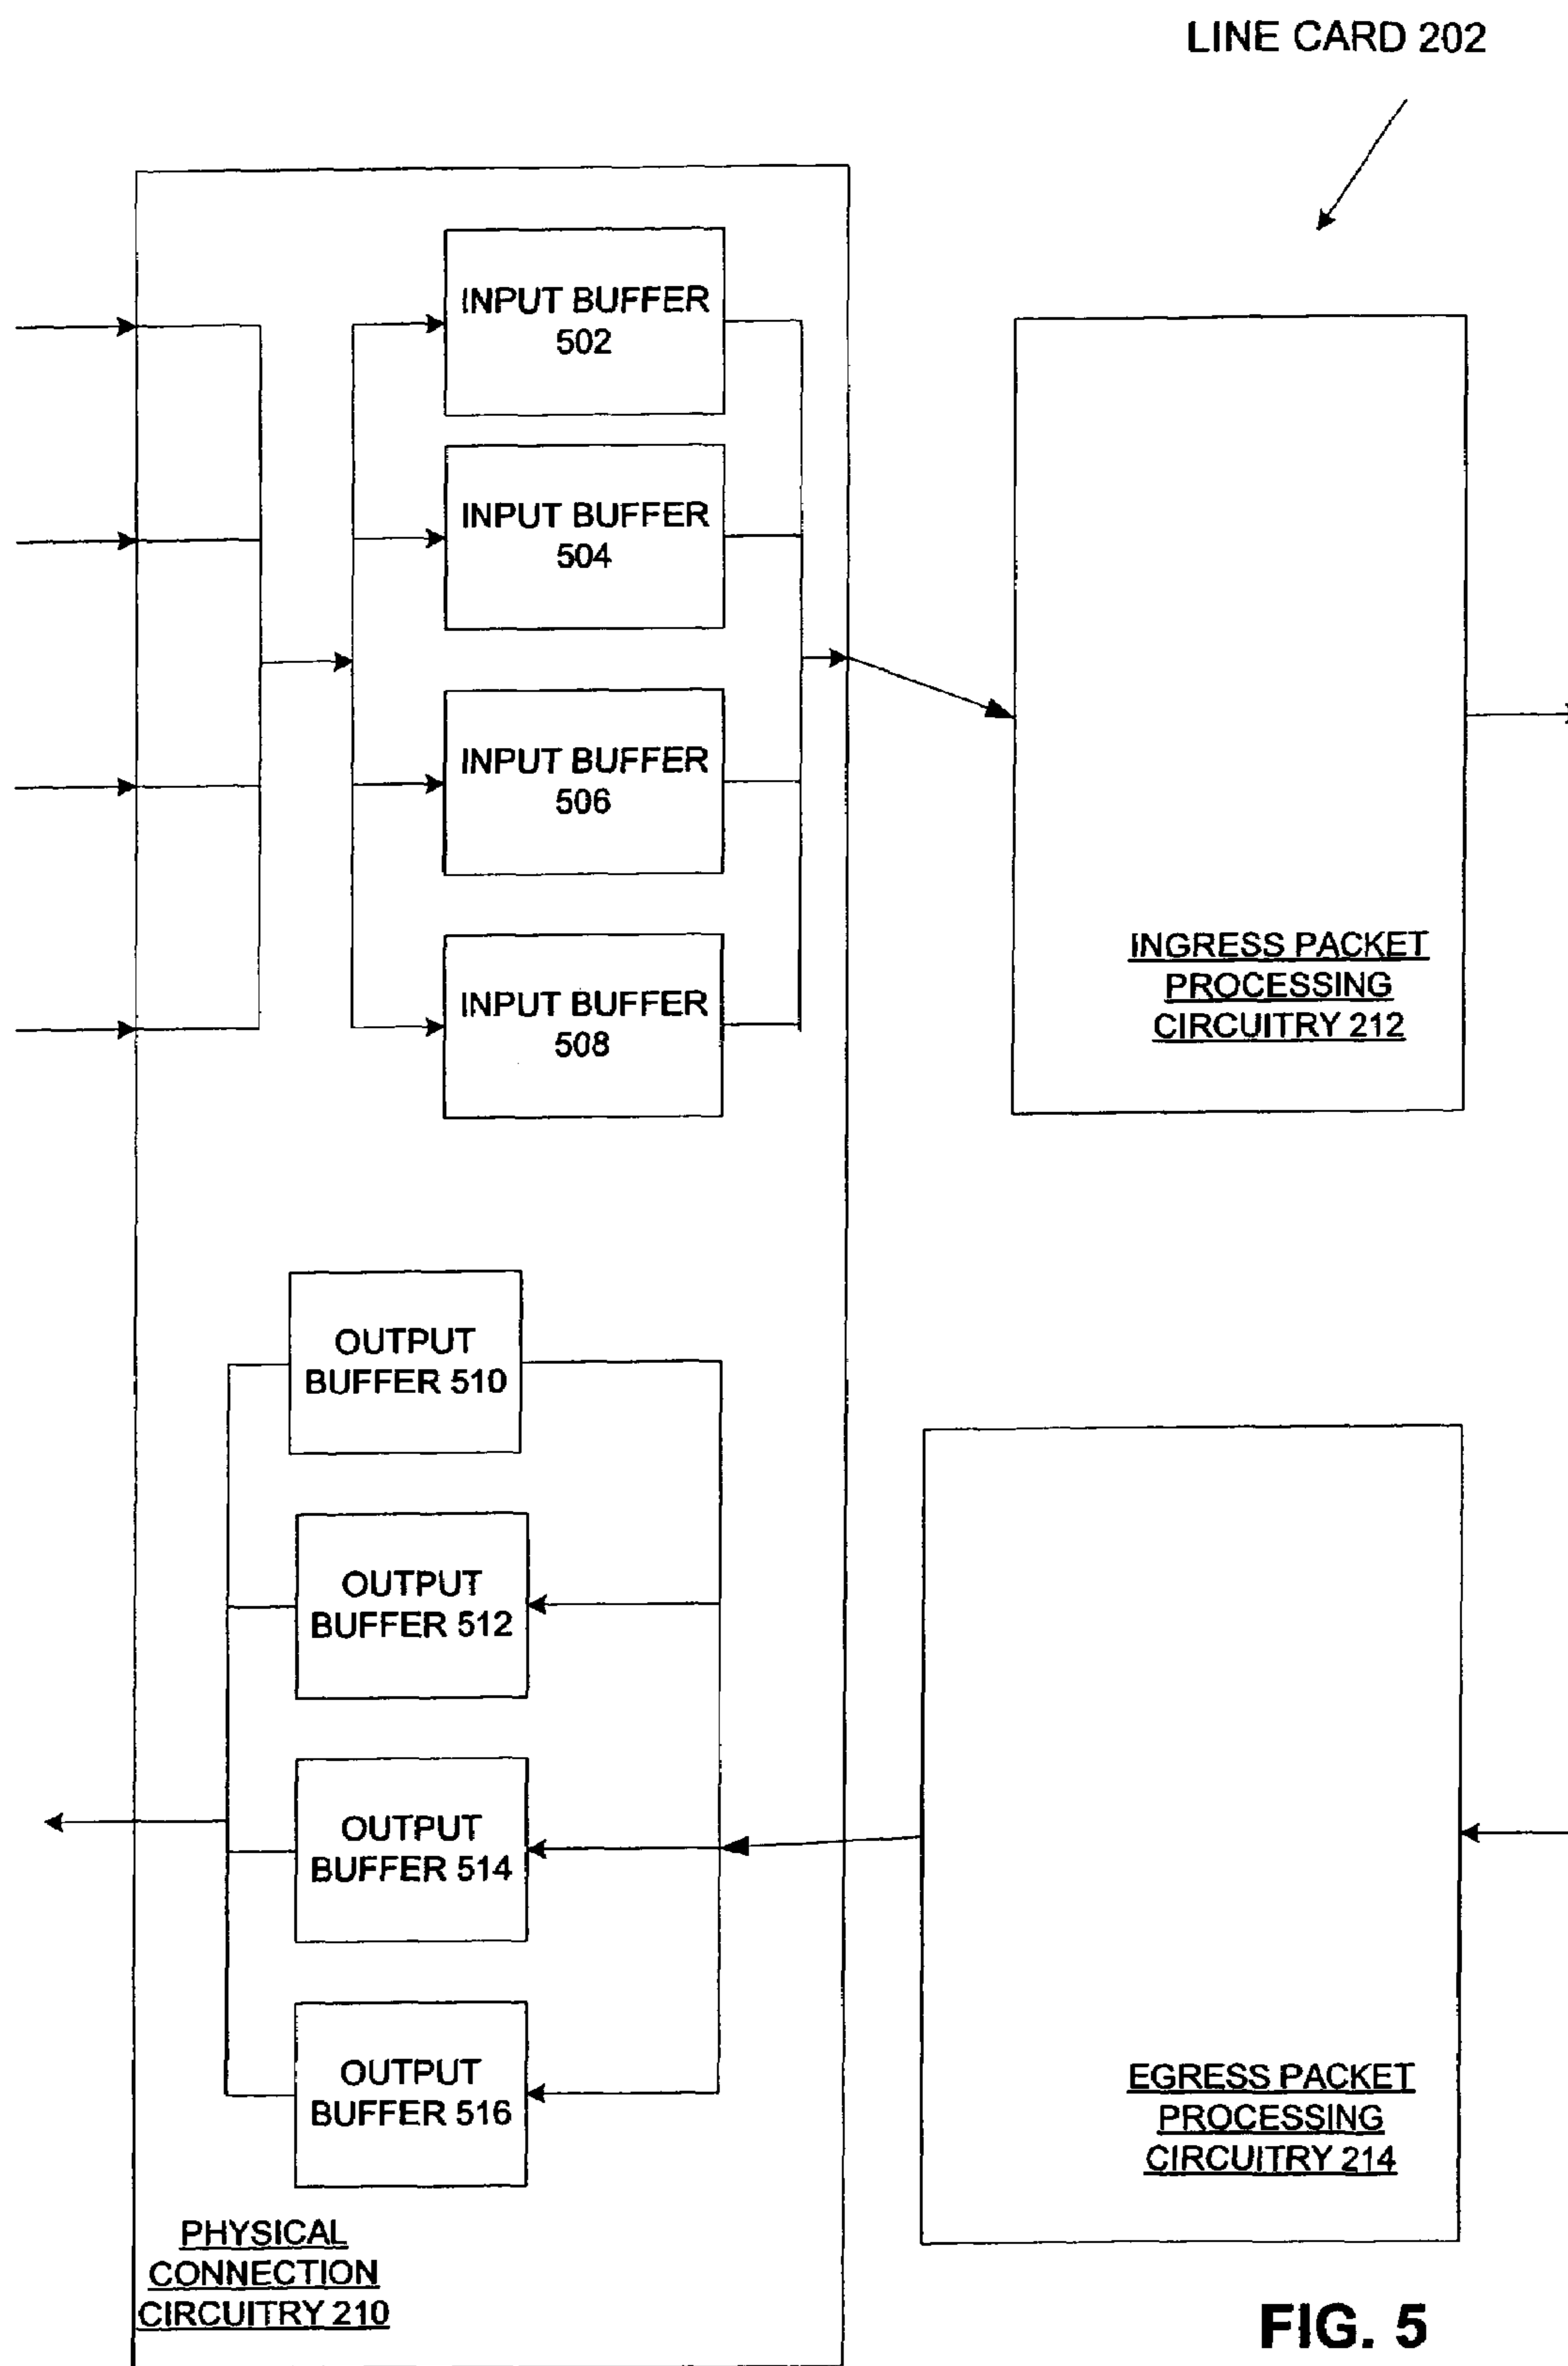 LINE CARD 202
INPUT BUFFER
502
INPUT BUFFER
504
INPUT BUFFER
506
INPUT BUFFER
508
INGRESS PACKET
PROCESSING
CIRCUITRY 212
OUTPUT
BUFFER 510
OUTPUT
BUFFER 512
OUTPUT
BUFFER 514
OUTPUT
BUFFER 516
EGRESS PACKET
PROCESSING
CIRCUITRY 214
PHYSICAL
CONNECTION
CIRCUITRY 210
FIG. 5